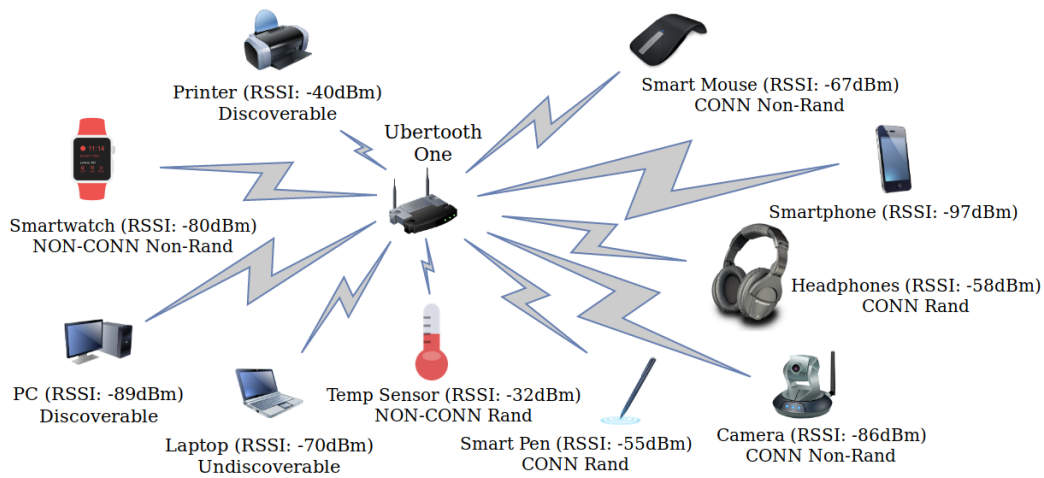 Printer (RSSI: -40dBm)
Discoverable
Smart Mouse (RSSI: -67dBm)
CONN Non-Rand
Ubertooth
One
Smartwatch (RSSI: -80dBm)
NON-CONN Non-Rand
Smartphone (RSSI: -97dBm)
Headphones (RSSI: -58dBm)
CONN Rand
PC (RSSI: -89dBm)
Discoverable
Laptop (RSSI: -70dBm)
Undiscoverable
Temp Sensor (RSSI: -32dBm)
NON-CONN Rand
Smart Pen (RSSI: -55dBm)
CONN Rand
Camera (RSSI: -86dBm)
CONN Non-Rand